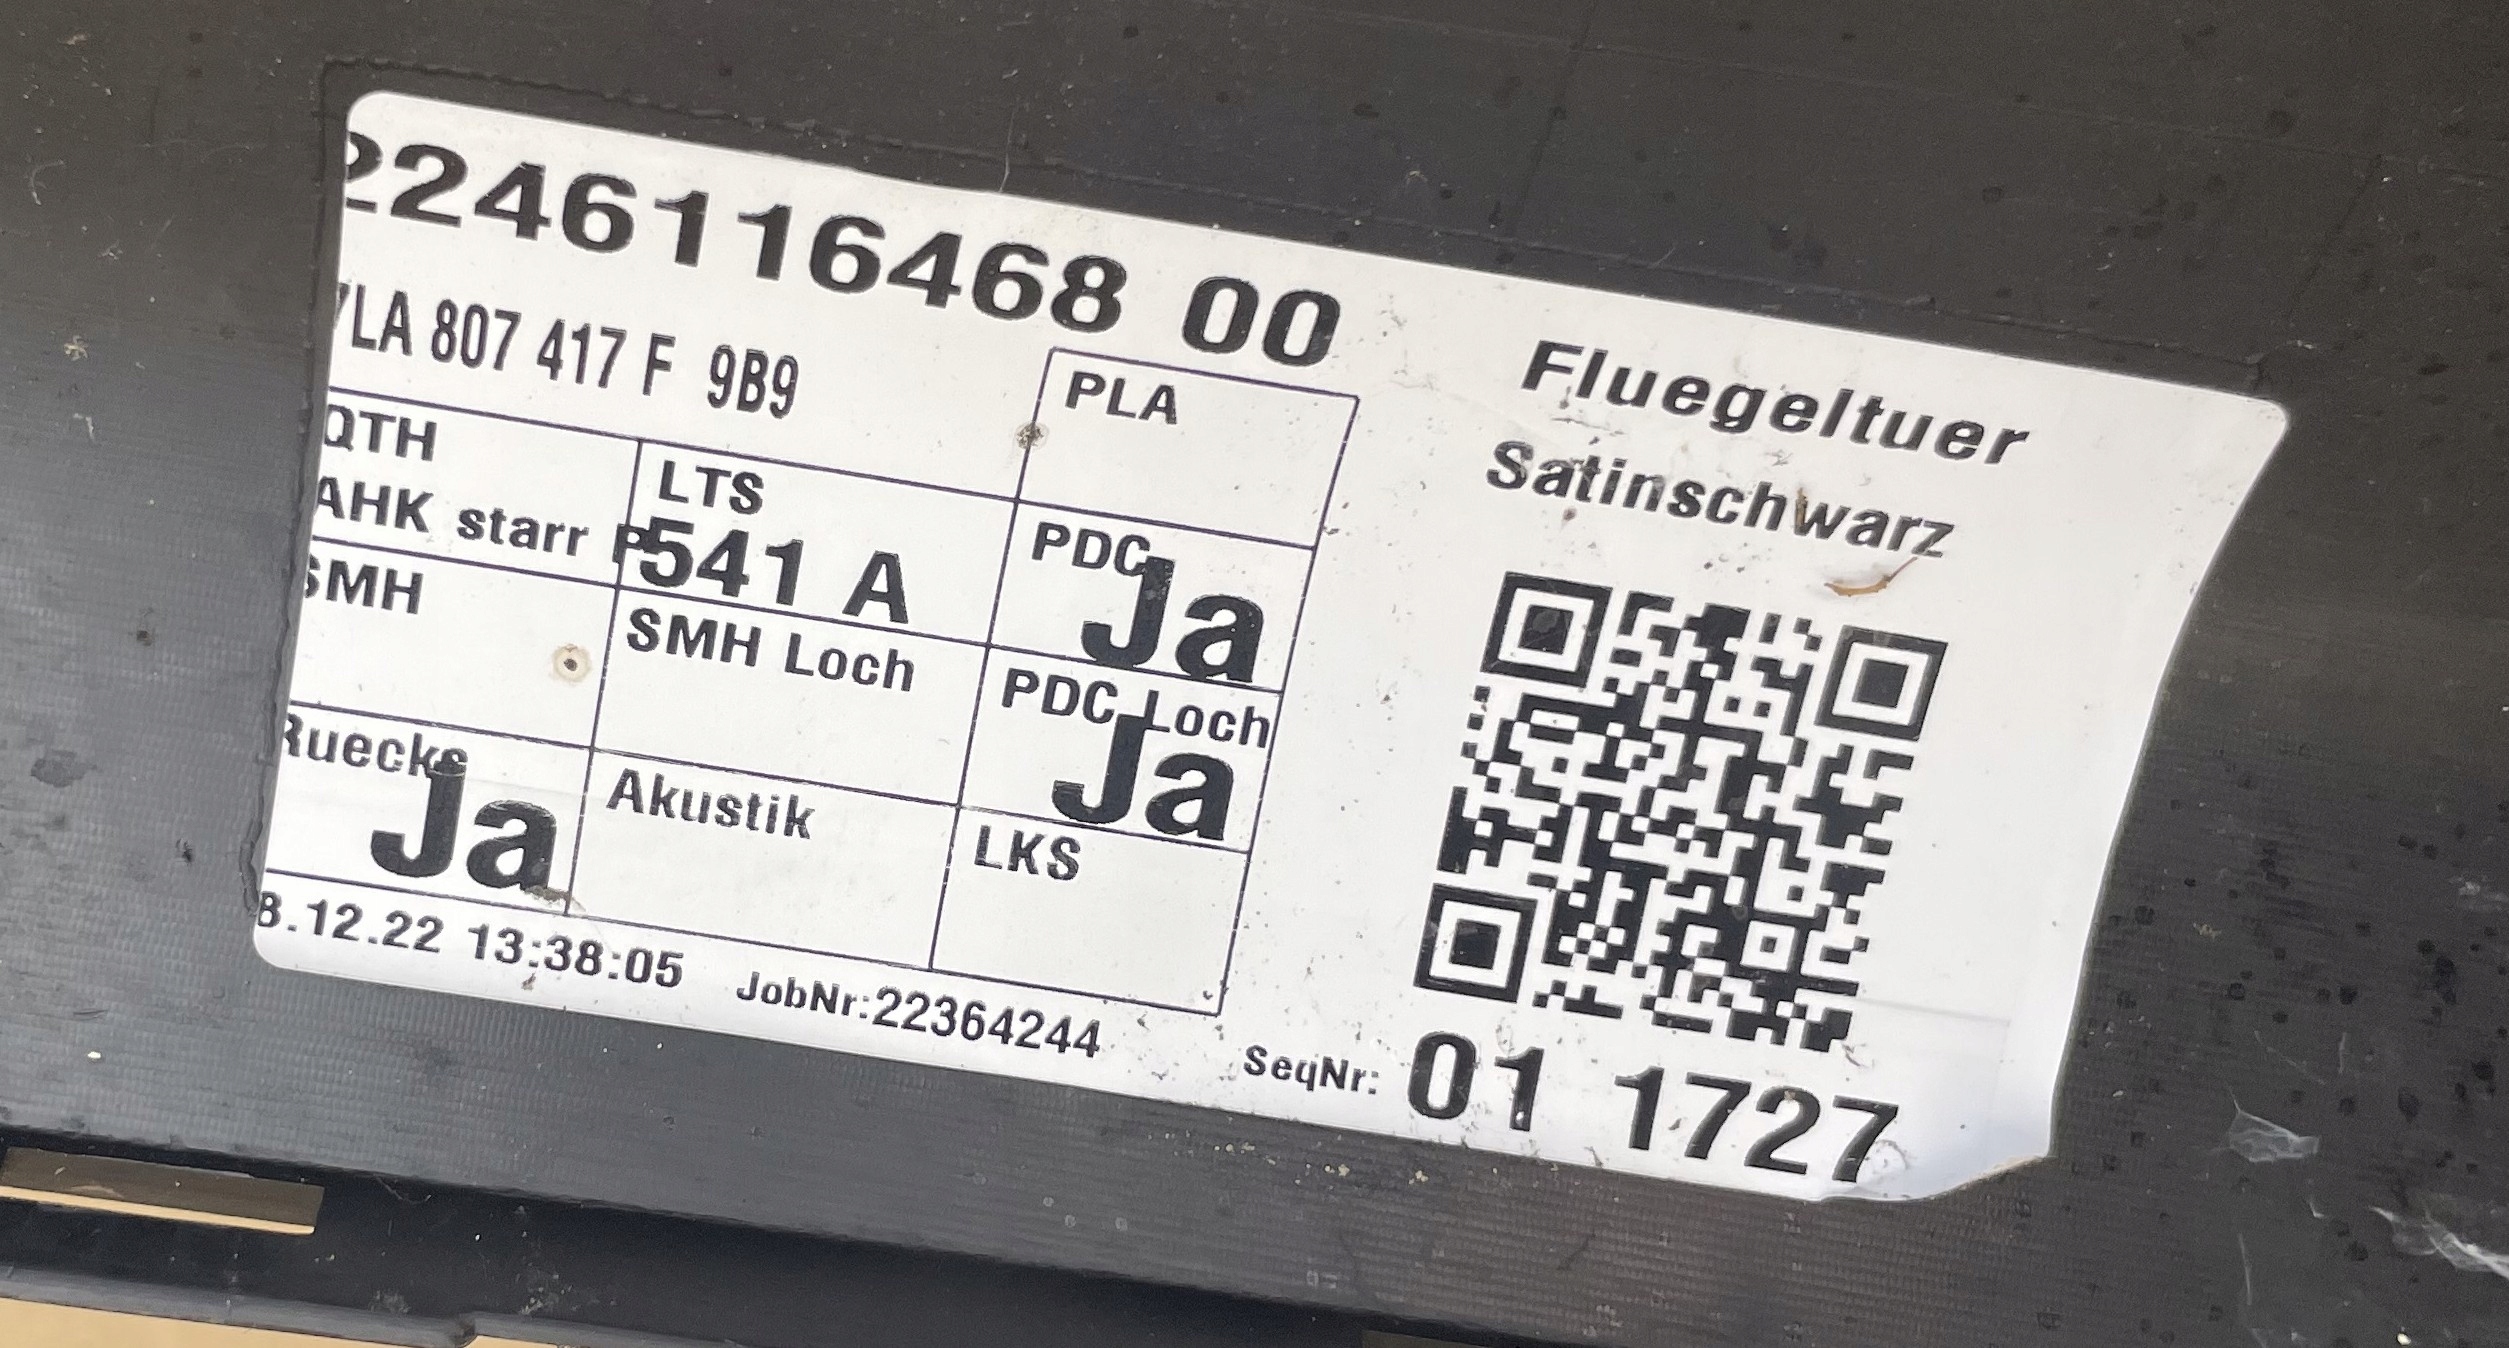 2246116468 00
7LA 807 417 F 9B9
PLA
Fluegeltuer
Satinschwarz
QTH
AHK starr P
LTS
541 A
PDC
Ja
SMH
SMH Loch
PDC Loch
Ja
Ruecks
Ja
Akustik
LKS
8.12.22 13:38:05
JobNr:22364244
SeqNr: 01 1727